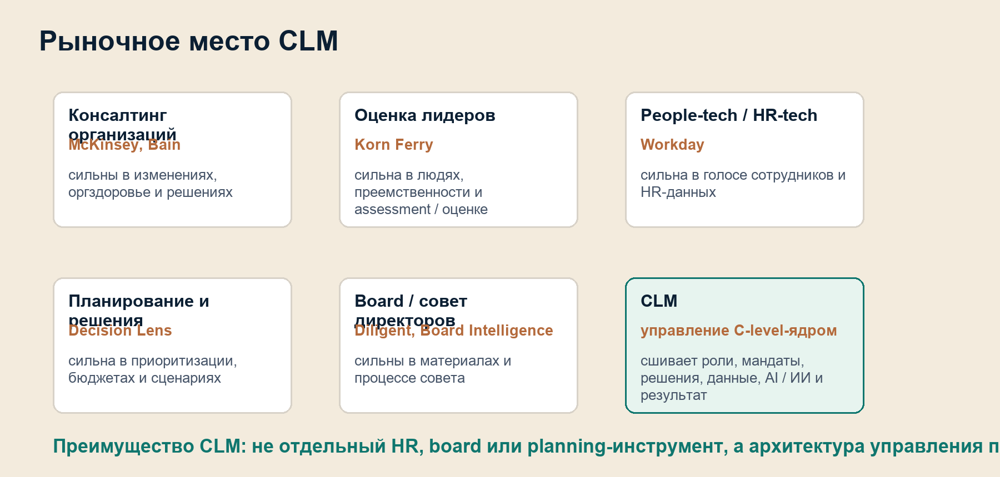 Рыночное место CLM
Консалтинг
организаций
McKinsey, Bain
сильны в изменениях,
оргздоровье и решениях
Оценка лидеров
Korn Ferry
сильна в людях,
преемственности и
assessment / оценке
People-tech / HR-tech
Workday
сильна в голосе сотрудников и
HR-данных
Планирование и
решения
Decision Lens
сильна в приоритизации,
бюджетах и сценариях
Board / совет
директоров
Diligent, Board Intelligence
сильны в материалах и
процессе совета
CLM
управление C-level-ядром
сшивает роли, мандаты,
решения, данные, AI / ИИ и
результат
Преимущество CLM: не отдельный HR, board или planning-инструмент, а архитектура управления